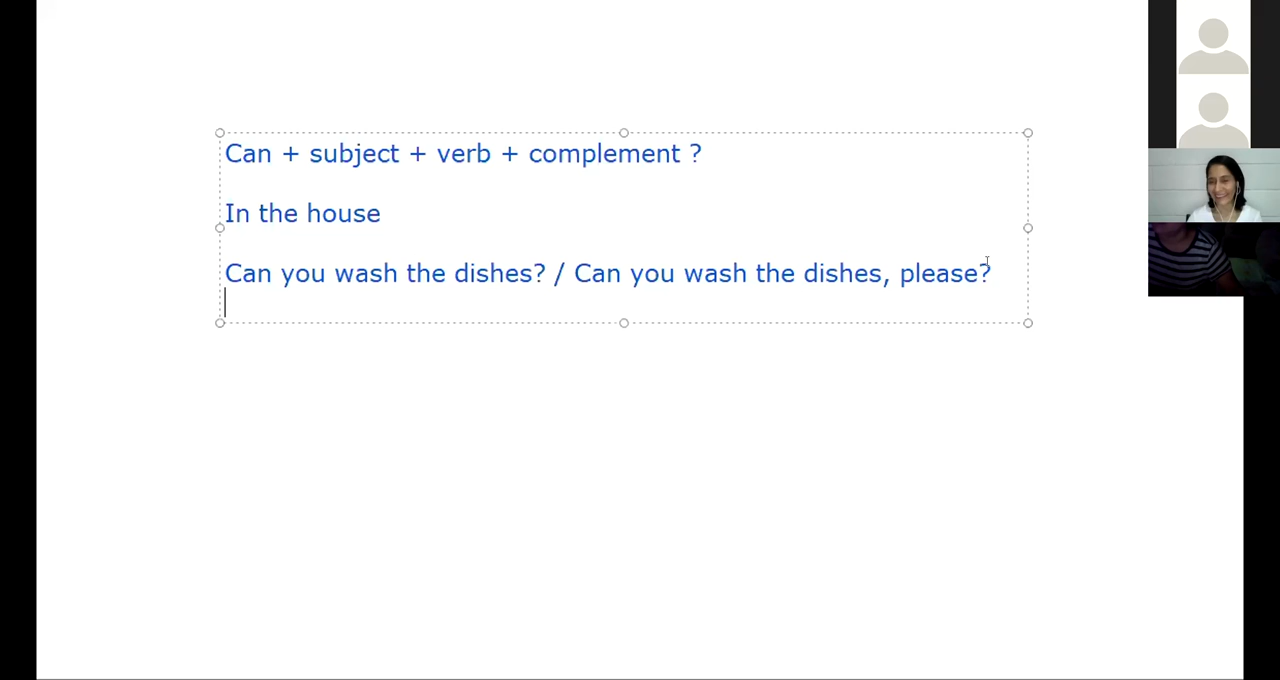 Can + subject + verb + complement ?
In the house
Can you wash the dishes? / Can you wash the dishes, please?